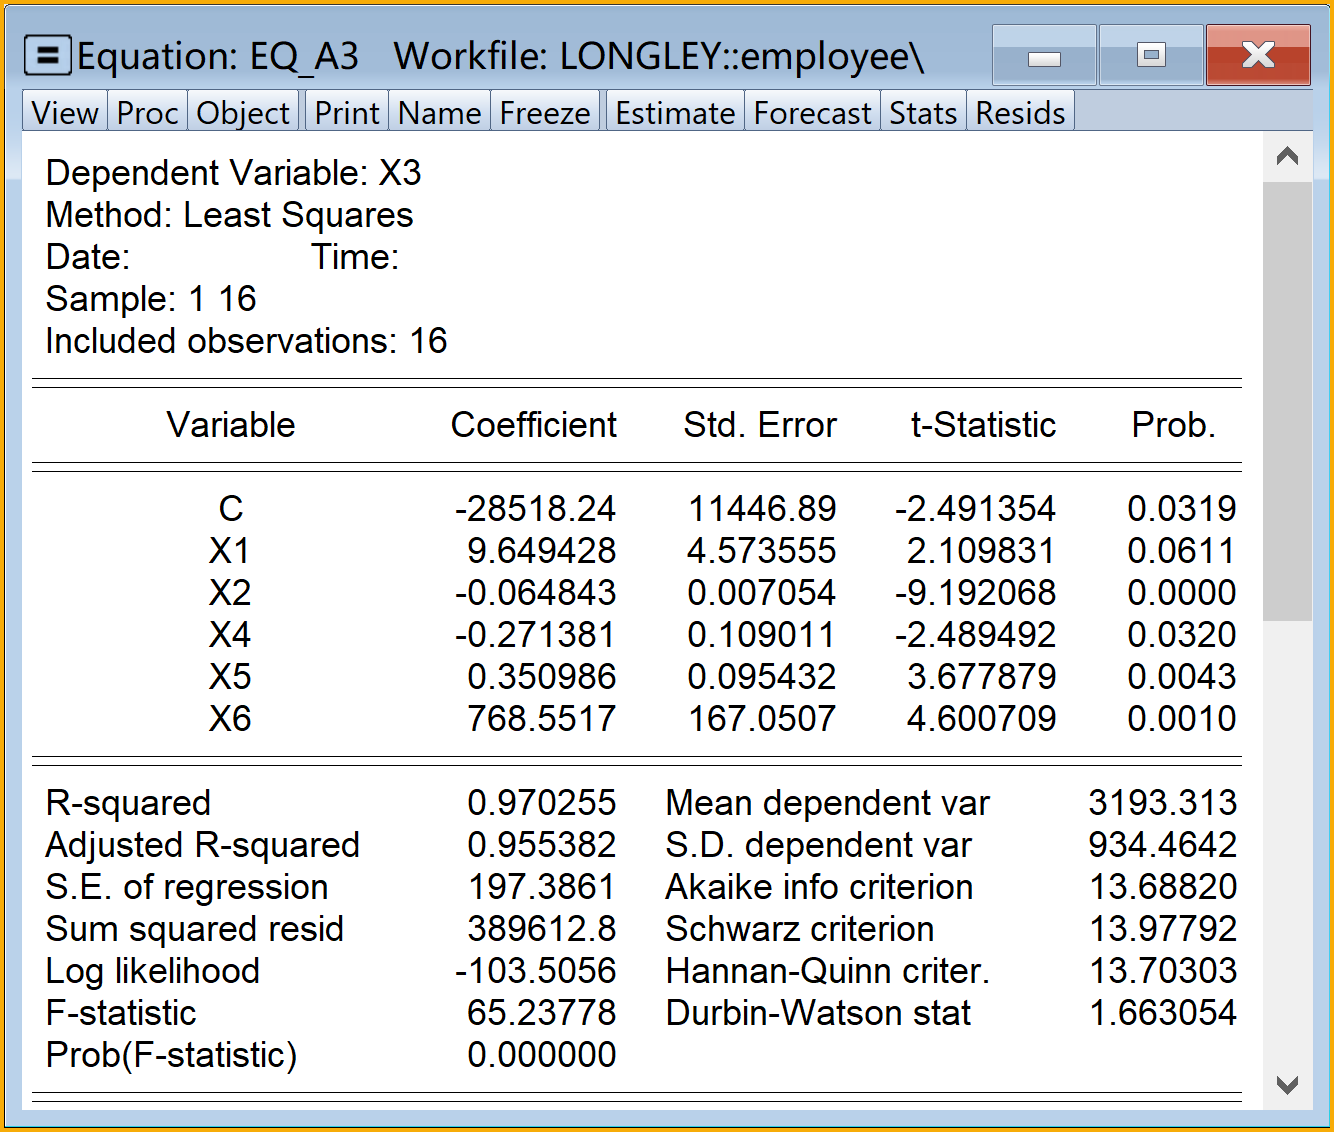 Equation: EQ_A3 Workfile: LONGLEY::employee\
View Proc Object Print Name Freeze Estimate Forecast Stats Resids
Dependent Variable: X3
Method: Least Squares
Date: Time:
Sample: 1 16
Included observations: 16
Variable Coefficient Std. Error t-Statistic Prob.
C -28518.24 11446.89 -2.491354 0.0319
X1 9.649428 4.573555 2.109831 0.0611
X2 -0.064843 0.007054 -9.192068 0.0000
X4 -0.271381 0.109011 -2.489492 0.0320
X5 0.350986 0.095432 3.677879 0.0043
X6 768.5517 167.0507 4.600709 0.0010
R-squared 0.970255 Mean dependent var 3193.313
Adjusted R-squared 0.955382 S.D. dependent var 934.4642
S.E. of regression 197.3861 Akaike info criterion 13.68820
Sum squared resid 389612.8 Schwarz criterion 13.97792
Log likelihood -103.5056 Hannan-Quinn criter. 13.70303
F-statistic 65.23778 Durbin-Watson stat 1.663054
Prob(F-statistic) 0.000000